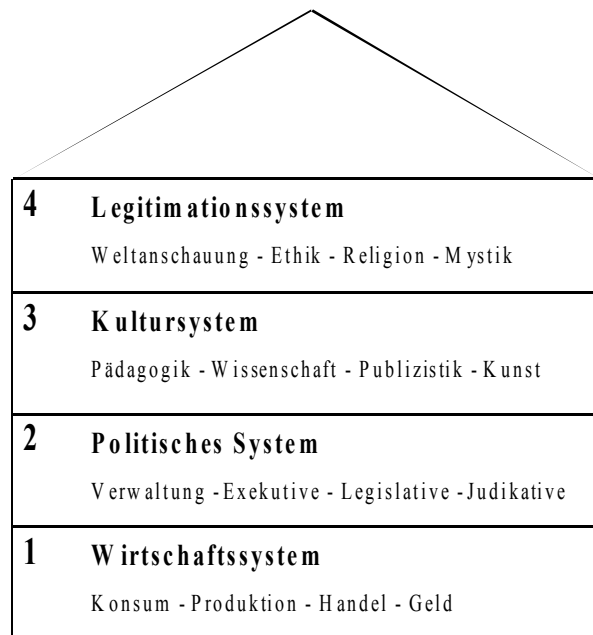 4 Legitimationssystem
Weltanschauung - Ethik - Religion - Mystik
3 Kultursystem
Pädagogik - Wissenschaft - Publizistik - Kunst
2 Politisches System
Verwaltung - Exekutive - Legislative - Judikative
1 Wirtschaftssystem
Konsum - Produktion - Handel - Geld